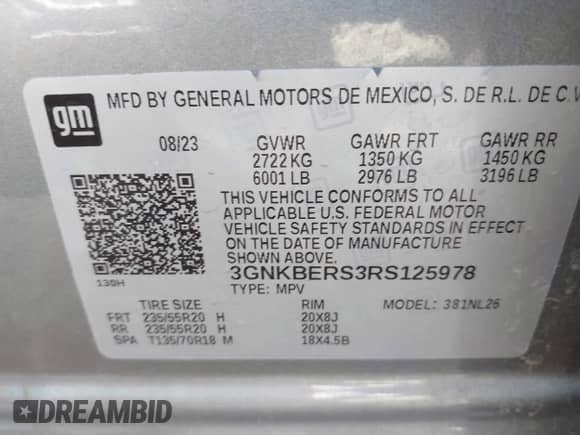 gm
MFD BY GENERAL MOTORS DE MEXICO, S. DE R.L. DE C.V
08/23 GVWR GAWR FRT GAWR RR
2722 KG 1350 KG 1450 KG
6001 LB 2976 LB 3196 LB
THIS VEHICLE CONFORMS TO ALL
APPLICABLE U.S. FEDERAL MOTOR
VEHICLE SAFETY STANDARDS IN EFFECT
ON THE DATE OF MANUFACTURE
SHOWN ABOVE.
130H 3GNKBERS3RS125978
TYPE: MPV MODEL: 381NL26
TIRE SIZE RIM
FRT 235/55R20 H 20X8J
RR 235/55R20 H 20X8J
SPA T135/70R18 M 18X4.5B
DREAMBID